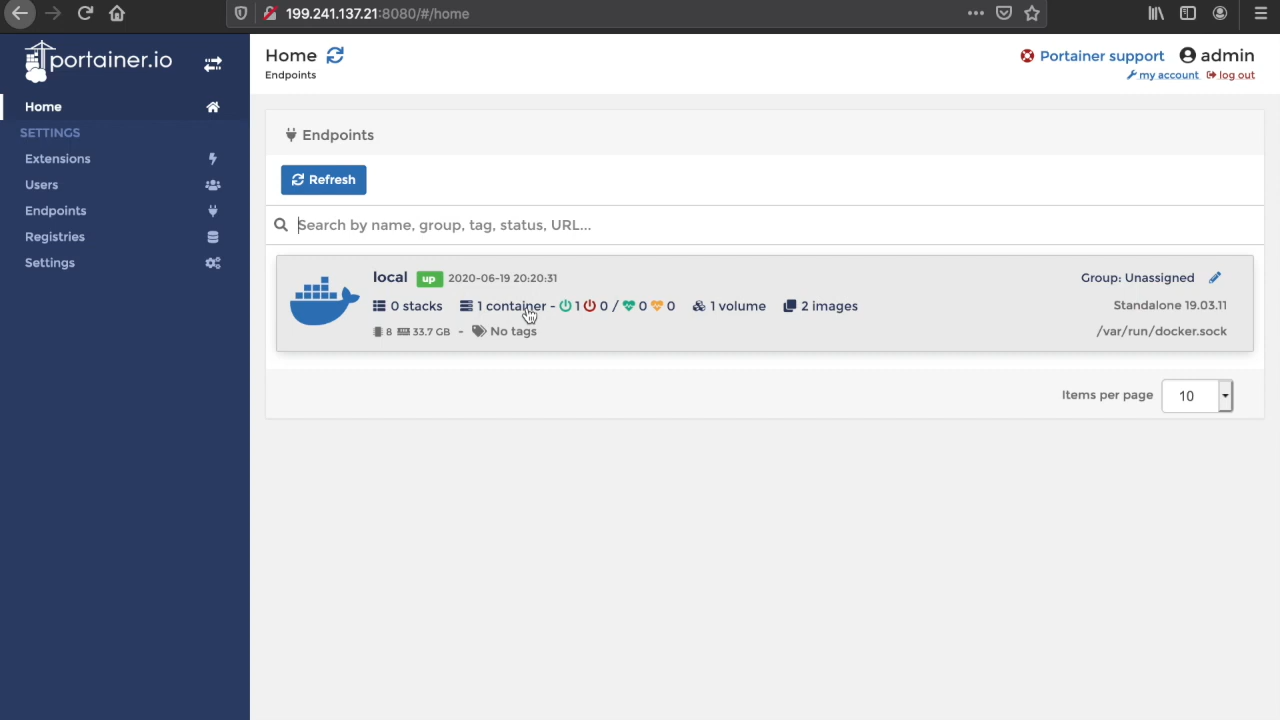 199.241.137.21:8080/#/home
portainer.io
Home
SETTINGS
Extensions
Users
Endpoints
Registries
Settings
Home
Endpoints
Portainer support admin
my account log out
Endpoints
Refresh
Search by name, group, tag, status, URL...
local up 2020-06-19 20:20:31 Group: Unassigned
0 stacks 1 container - 1 0 / 0 0 1 volume 2 images Standalone 19.03.11
8 33.7 GB - No tags /var/run/docker.sock
Items per page 10